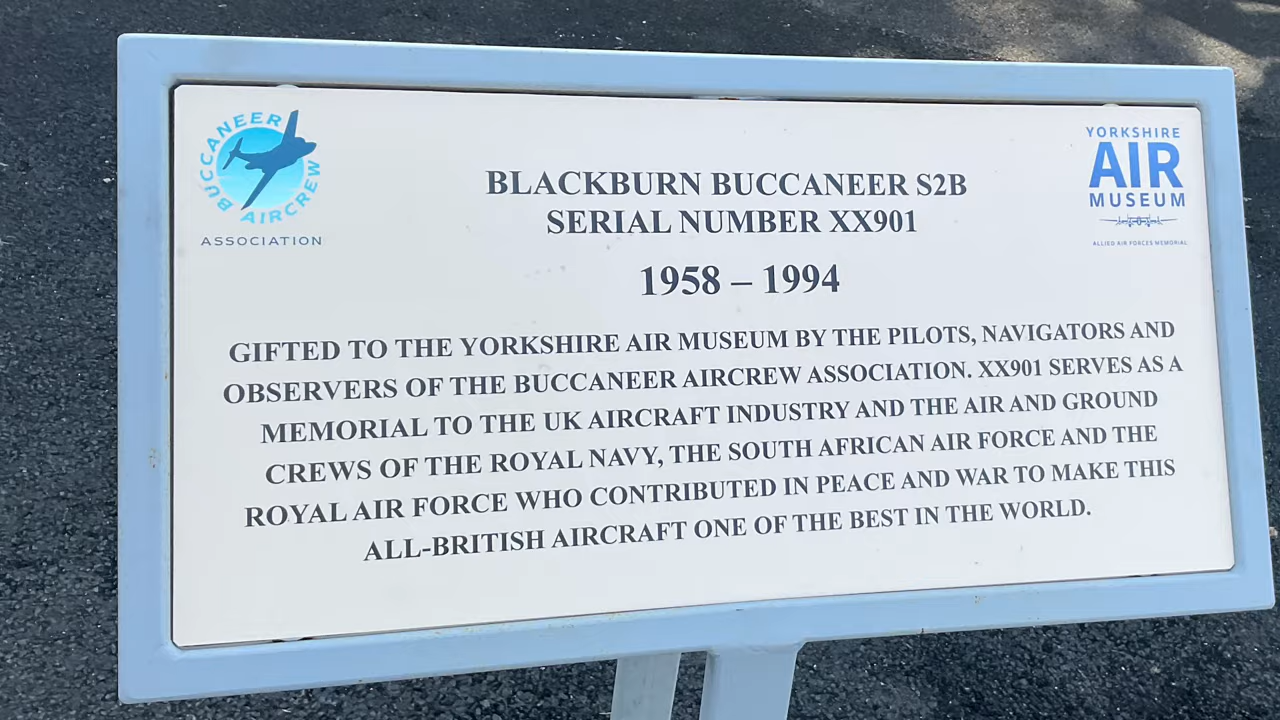 BUCCANEER
AIRCREW
ASSOCIATION
YORKSHIRE
AIR
MUSEUM
ALLIED AIR FORCES MEMORIAL
BLACKBURN BUCCANEER S2B
SERIAL NUMBER XX901
1958 – 1994
GIFTED TO THE YORKSHIRE AIR MUSEUM BY THE PILOTS, NAVIGATORS AND
OBSERVERS OF THE BUCCANEER AIRCREW ASSOCIATION. XX901 SERVES AS A
MEMORIAL TO THE UK AIRCRAFT INDUSTRY AND THE AIR AND GROUND
CREWS OF THE ROYAL NAVY, THE SOUTH AFRICAN AIR FORCE AND THE
ROYAL AIR FORCE WHO CONTRIBUTED IN PEACE AND WAR TO MAKE THIS
ALL-BRITISH AIRCRAFT ONE OF THE BEST IN THE WORLD.